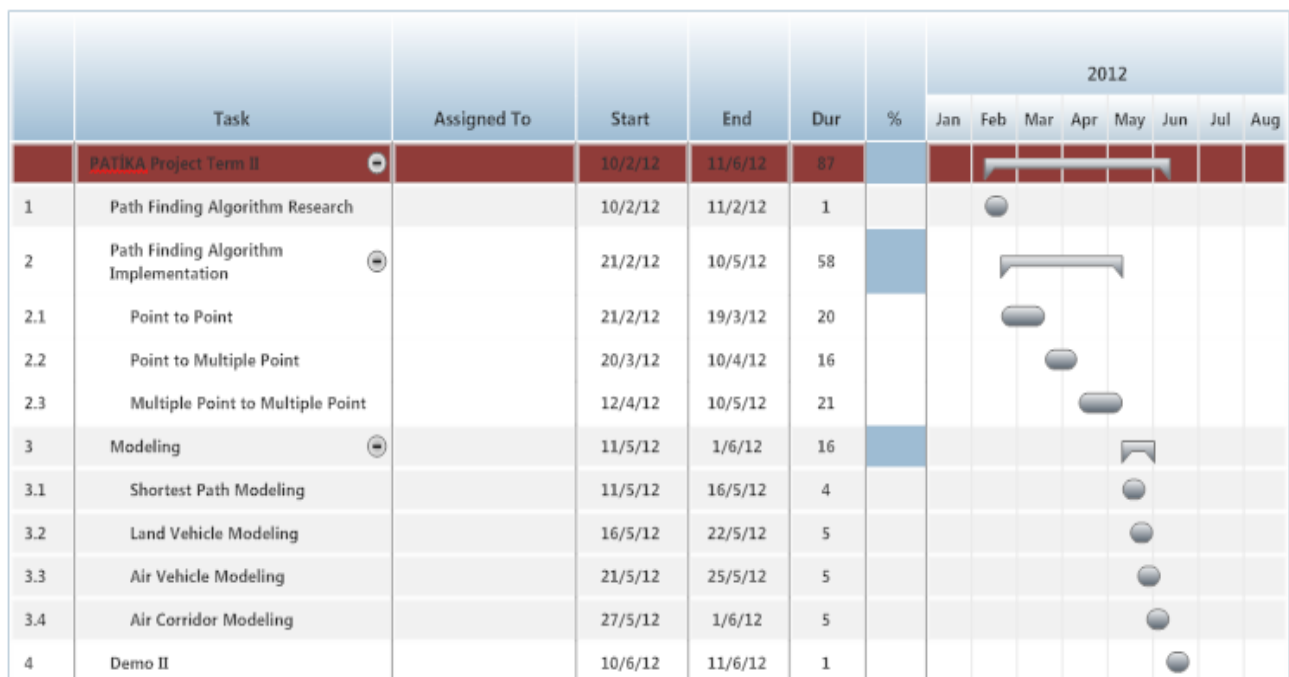 2012
Task Assigned To Start End Dur % Jan Feb Mar Apr May Jun Jul Aug
PATİKA Project Term II 10/2/12 11/6/12 87
1 Path Finding Algorithm Research 10/2/12 11/2/12 1
2 Path Finding Algorithm
Implementation 21/2/12 10/5/12 58
2.1 Point to Point 21/2/12 19/3/12 20
2.2 Point to Multiple Point 20/3/12 10/4/12 16
2.3 Multiple Point to Multiple Point 12/4/12 10/5/12 21
3 Modeling 11/5/12 1/6/12 16
3.1 Shortest Path Modeling 11/5/12 16/5/12 4
3.2 Land Vehicle Modeling 16/5/12 22/5/12 5
3.3 Air Vehicle Modeling 21/5/12 25/5/12 5
3.4 Air Corridor Modeling 27/5/12 1/6/12 5
4 Demo II 10/6/12 11/6/12 1